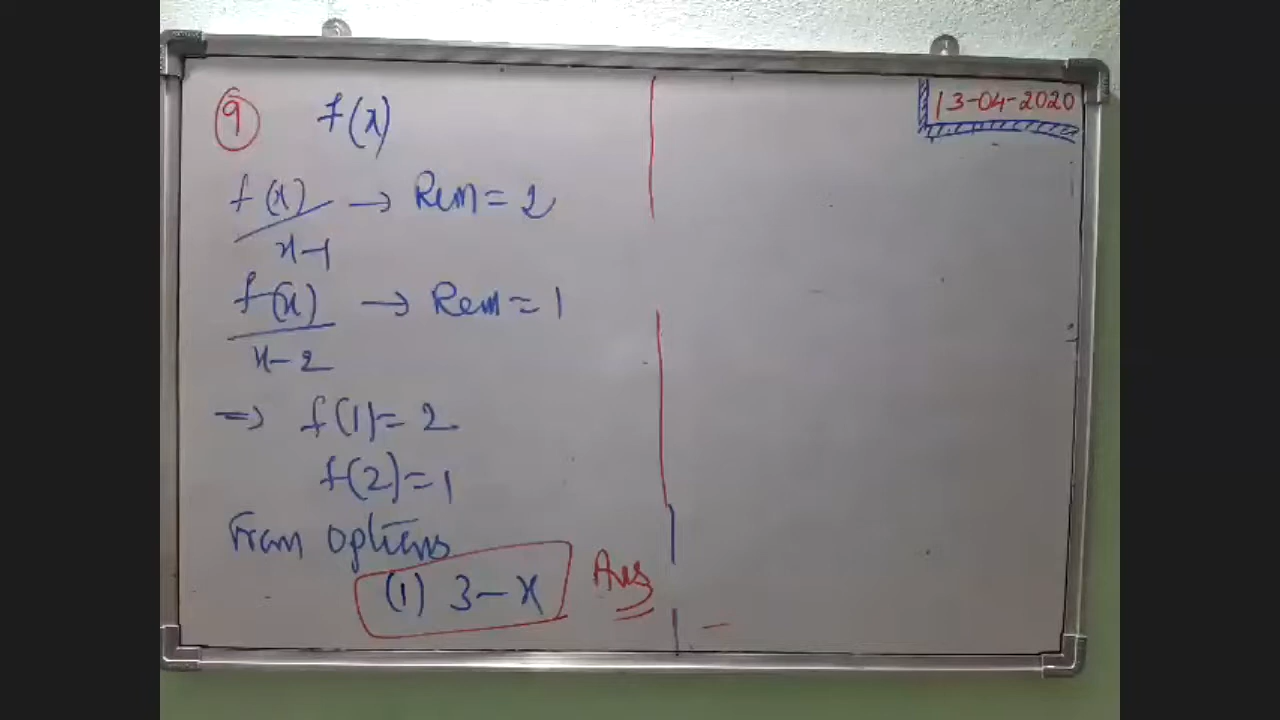 9 f(x)
13-04-2020
f(x)/x-1 → Rem = 2
f(x)/x-2 → Rem = 1
⇒ f(1) = 2
f(2) = 1
From options
(1) 3-x Ans